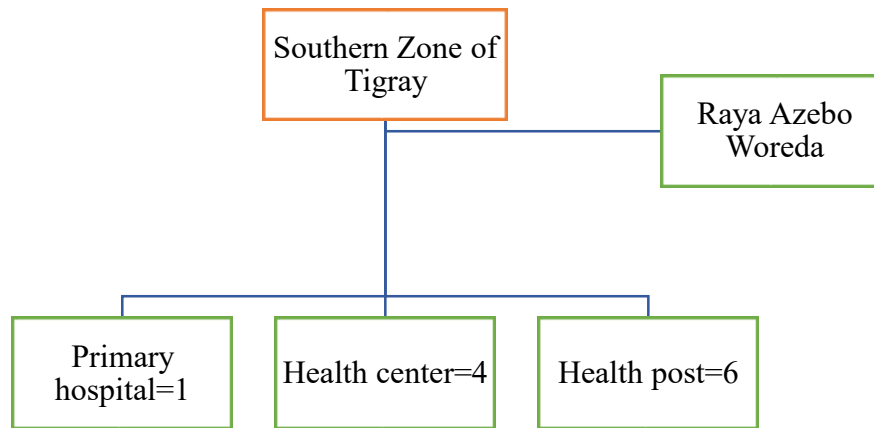 Southern Zone of
Tigray
Raya Azebo
Woreda
Primary
hospital=1
Health center=4
Health post=6